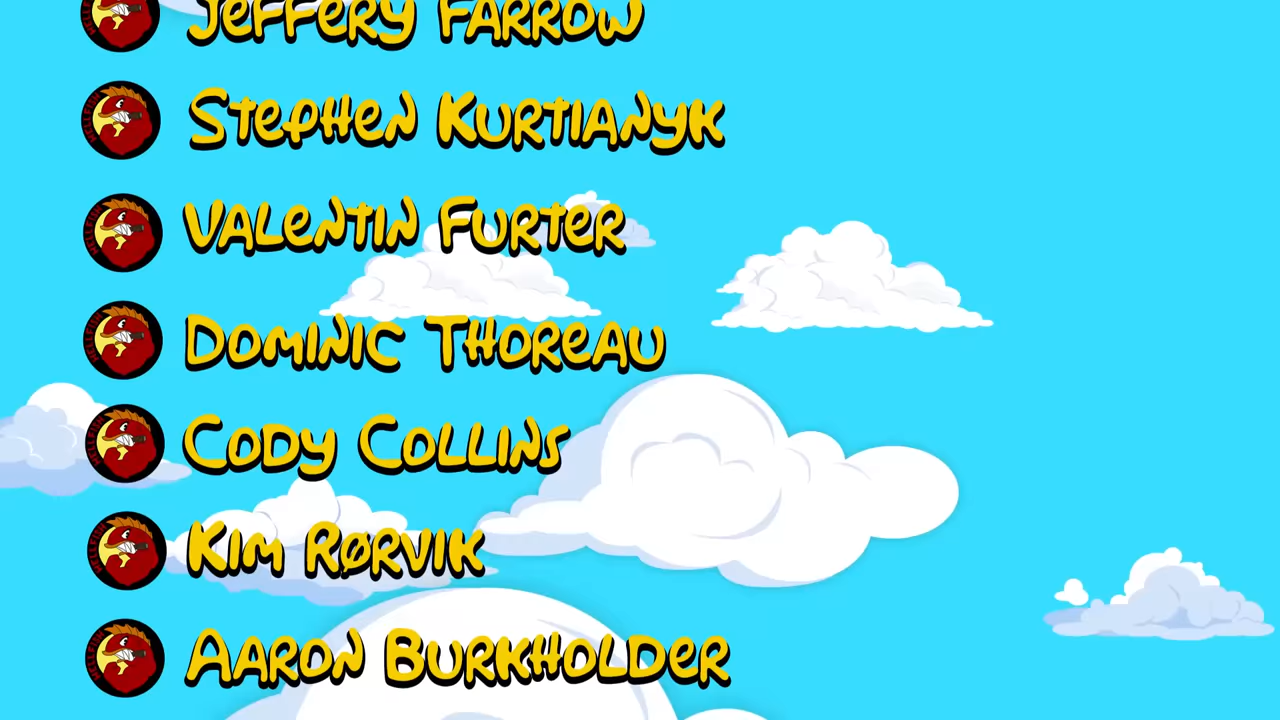 Jeffery Farrow
Stephen Kurtianyk
Valentin Furter
Dominic Thoreau
Cody Collins
Kim Rørvik
Aaron Burkholder